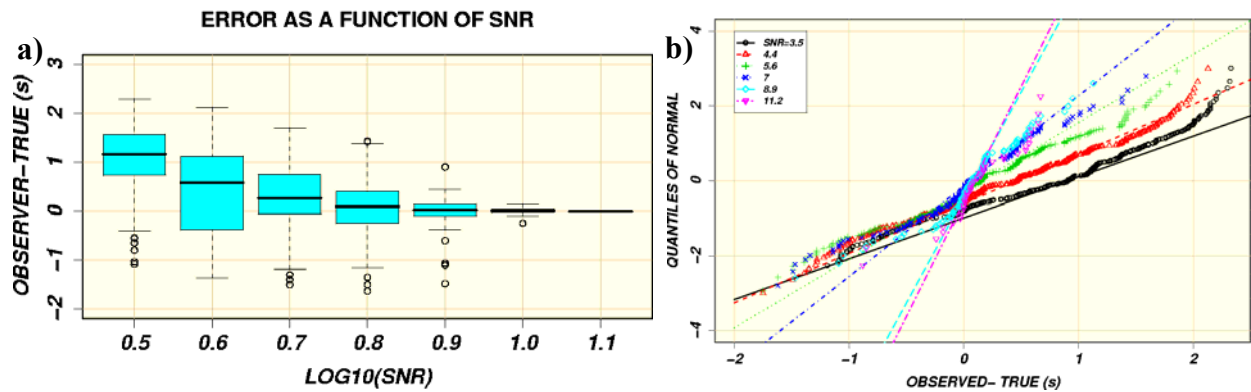 ERROR AS A FUNCTION OF SNR
a)
OBSERVER-TRUE (s)
3
2
1
0
-1
-2
0.5 0.6 0.7 0.8 0.9 1.0 1.1
LOG10(SNR)
b)
QUANTILES OF NORMAL
4
2
0
-2
-4
SNR=3.5
4.4
5.6
7
8.9
11.2
-2 -1 0 1 2
OBSERVED- TRUE (s)